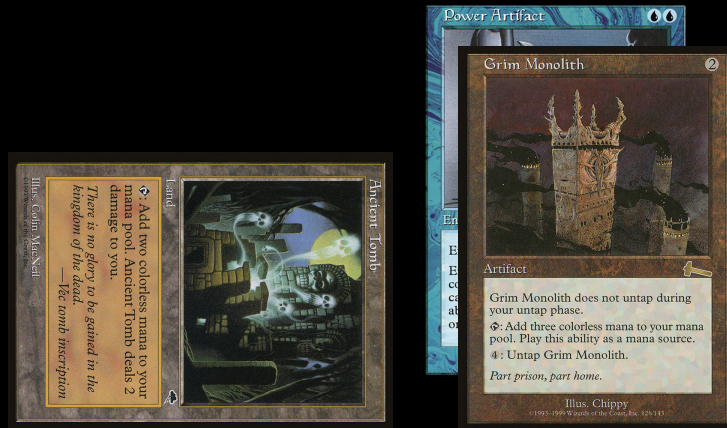 Power Artifact
Grim Monolith
2
Artifact
Grim Monolith does not untap during
your untap phase.
: Add three colorless mana to your mana
pool. Play this ability as a mana source.
4: Untap Grim Monolith.
Part prison, part home.
Illus. Chippy
©1993-1999 Wizards of the Coast, Inc. 126/143
Ancient Tomb
Land
: Add two colorless mana to your
mana pool. Ancient Tomb deals 2
damage to you.
There is no glory to be gained in the
kingdom of the dead.
—Vec tomb inscription
Illus. Colin MacNeil